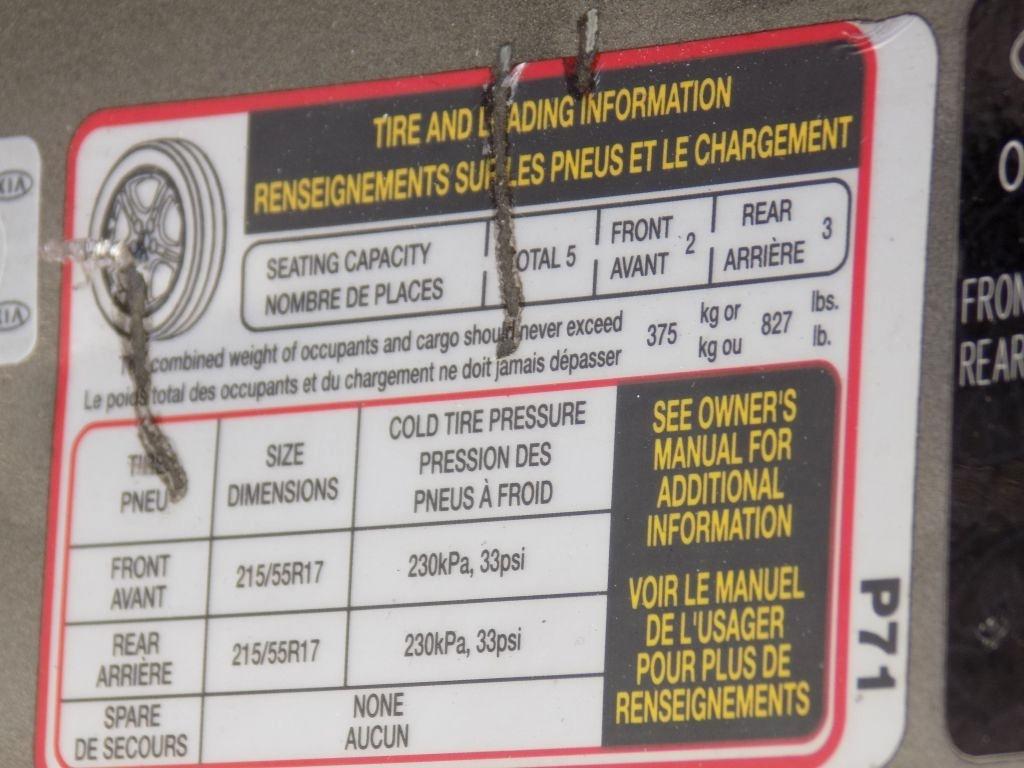 KIA
KIA
TIRE AND LOADING INFORMATION
RENSEIGNEMENTS SUR LES PNEUS ET LE CHARGEMENT
SEATING CAPACITY
NOMBRE DE PLACES
TOTAL 5
FRONT
AVANT
2
REAR
ARRIÈRE
3
The combined weight of occupants and cargo should never exceed
Le poids total des occupants et du chargement ne doit jamais dépasser
375
kg or
kg ou
827
lbs.
lb.
TIRE
PNEU
SIZE
DIMENSIONS
COLD TIRE PRESSURE
PRESSION DES
PNEUS À FROID
SEE OWNER'S
MANUAL FOR
ADDITIONAL
INFORMATION
VOIR LE MANUEL
DE L'USAGER
POUR PLUS DE
RENSEIGNEMENTS
FRONT
AVANT
215/55R17
230kPa, 33psi
REAR
ARRIÈRE
215/55R17
230kPa, 33psi
SPARE
DE SECOURS
NONE
AUCUN
P71
REAR